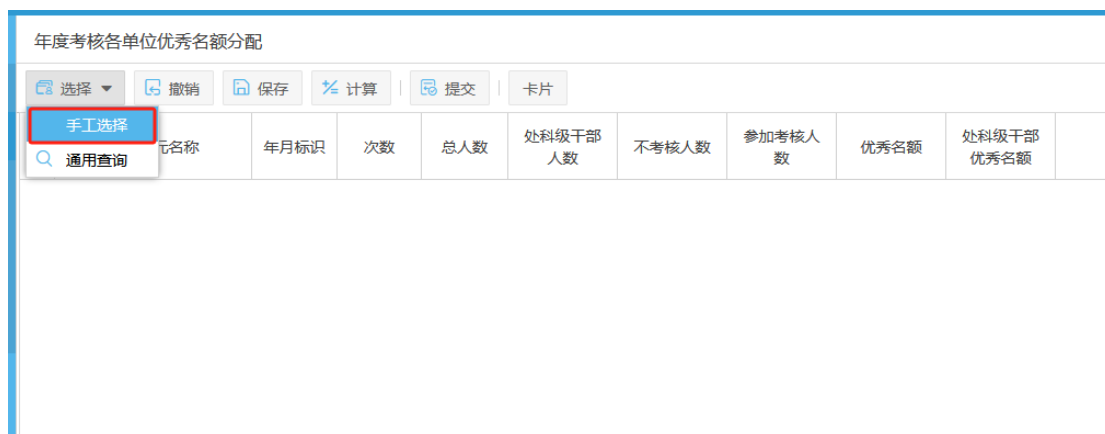 年度考核各单位优秀名额分配
选择 撤销 保存 计算 提交 卡片
手工选择
通用查询
元名称 年月标识 次数 总人数 处科级干部人数 不考核人数 参加考核人数 优秀名额 处科级干部优秀名额